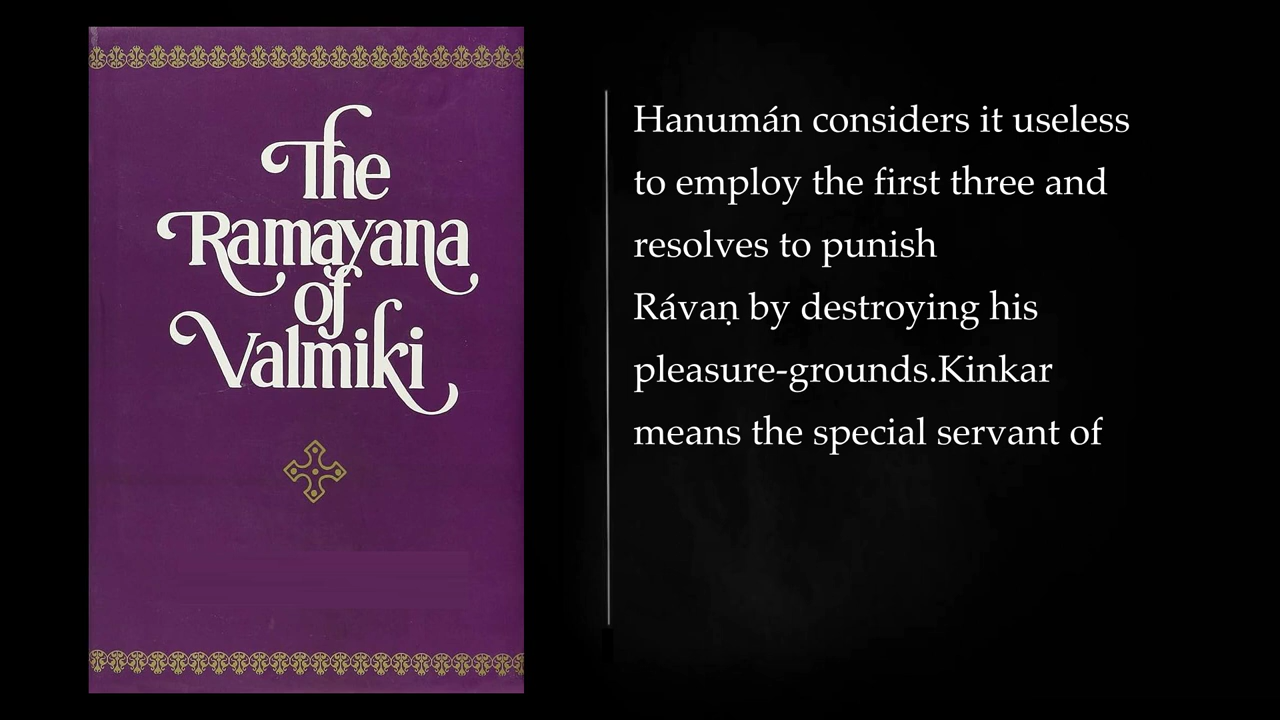 The
Ramayana
of
Valmiki
Hanumán considers it useless
to employ the first three and
resolves to punish
Rávaṇ by destroying his
pleasure-grounds.Kinkar
means the special servant of